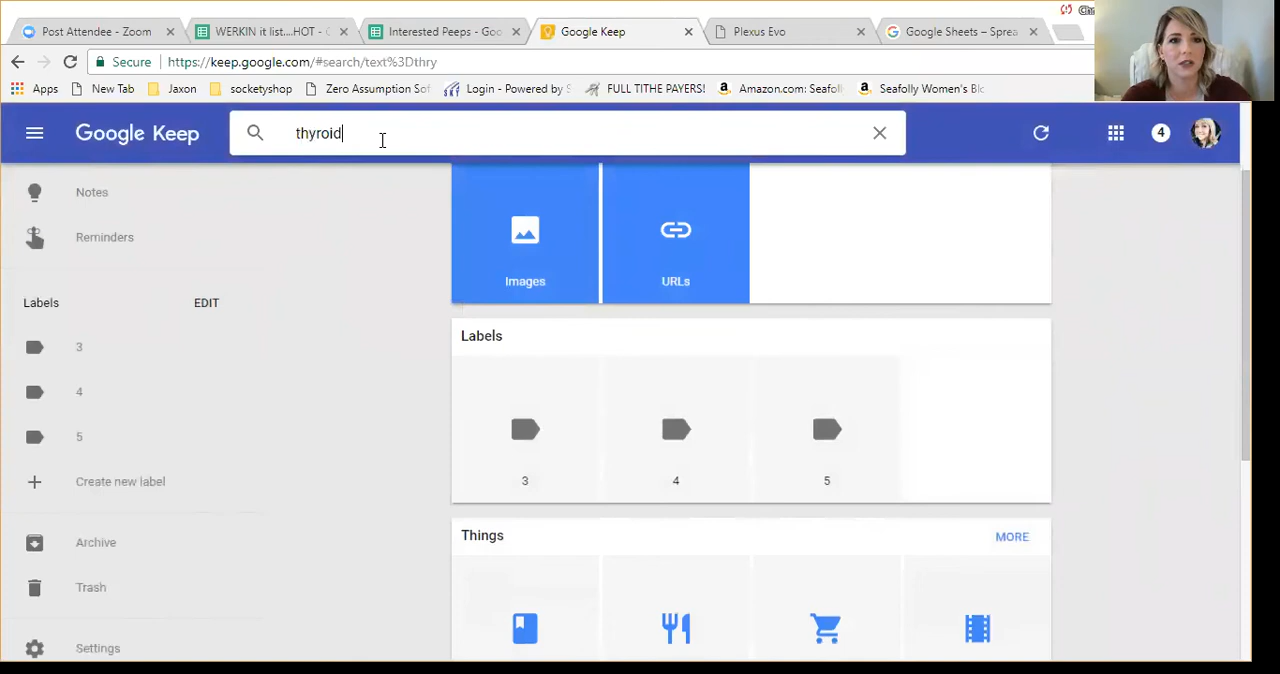 Post Attendee - Zoom
WERKIN it list....HOT - G
Interested Peeps - Goo
Google Keep
Plexus Evo
Google Sheets – Sprea
Secure
https://keep.google.com/#search/text%3Dthry
Apps
New Tab
Jaxon
socketyshop
Zero Assumption Sof
Login - Powered by S
FULL TITHE PAYERS!
Amazon.com: Seafoll
Seafolly Women's Blo
Google Keep
thyroid
4
Notes
Reminders
Labels
EDIT
3
4
5
Create new label
Archive
Trash
Settings
Images
URLs
Labels
3
4
5
Things
MORE